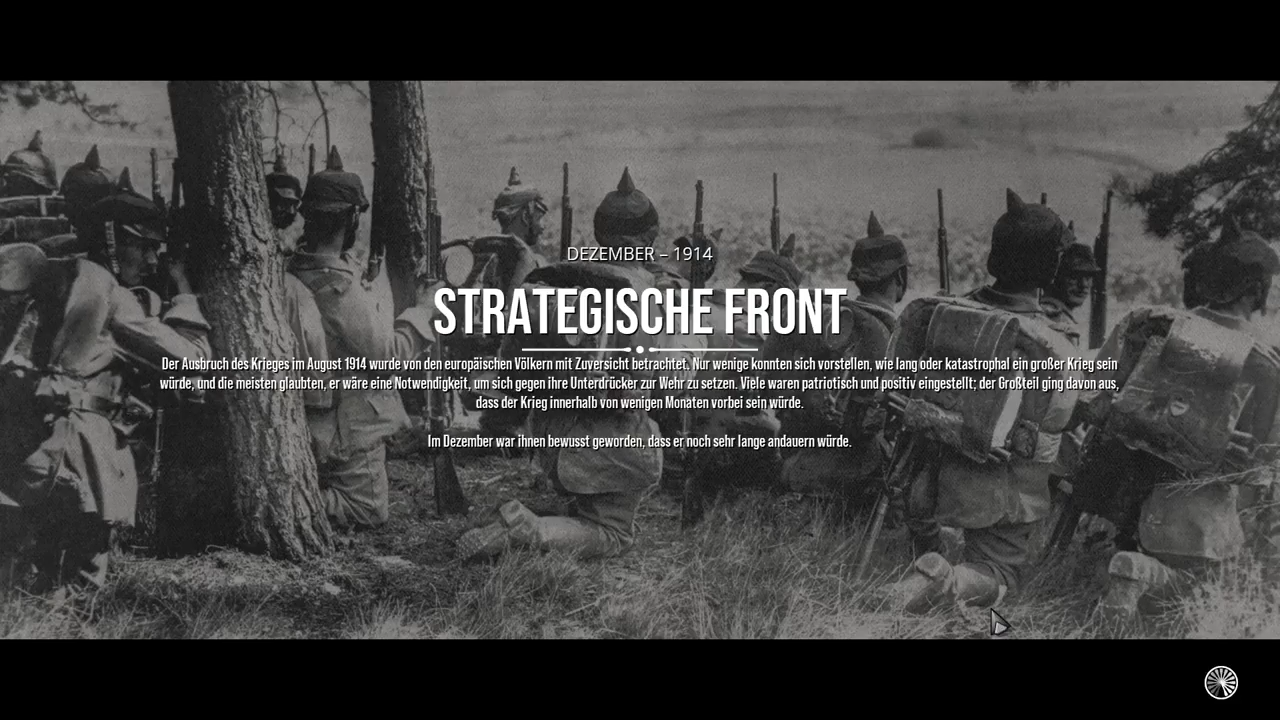 DEZEMBER – 1914
STRATEGISCHE FRONT
Der Ausbruch des Krieges im August 1914 wurde von den europäischen Völkern mit Zuversicht betrachtet. Nur wenige konnten sich vorstellen, wie lang oder katastrophal ein großer Krieg sein
würde, und die meisten glaubten, er wäre eine Notwendigkeit, um sich gegen ihre Unterdrücker zur Wehr zu setzen. Viele waren patriotisch und positiv eingestellt; der Großteil ging davon aus,
dass der Krieg innerhalb von wenigen Monaten vorbei sein würde.
Im Dezember war ihnen bewusst geworden, dass er noch sehr lange andauern würde.